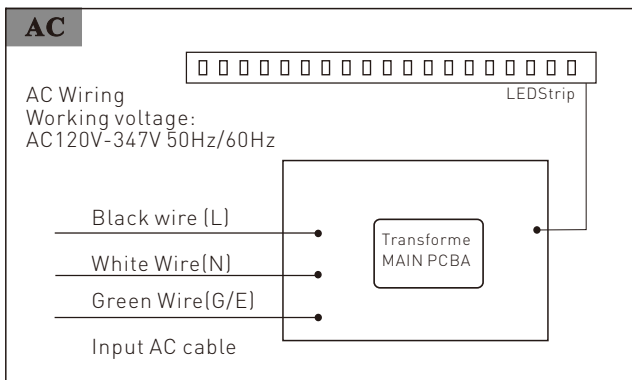 AC
LEDStrip
AC Wiring
Working voltage:
AC120V-347V 50Hz/60Hz
Black wire (L)
White Wire(N)
Green Wire(G/E)
Input AC cable
Transforme
MAIN PCBA